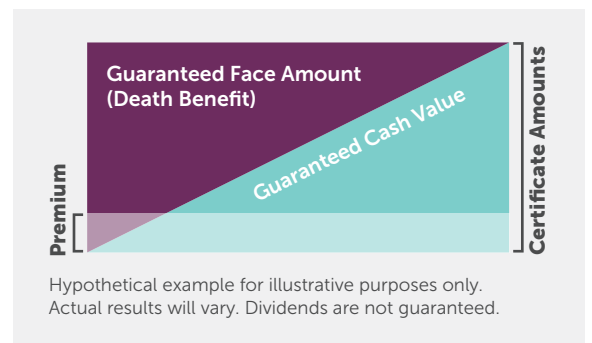 Guaranteed Face Amount
(Death Benefit)
Guaranteed Cash Value
Premium
Certificate Amounts
Hypothetical example for illustrative purposes only.
Actual results will vary. Dividends are not guaranteed.